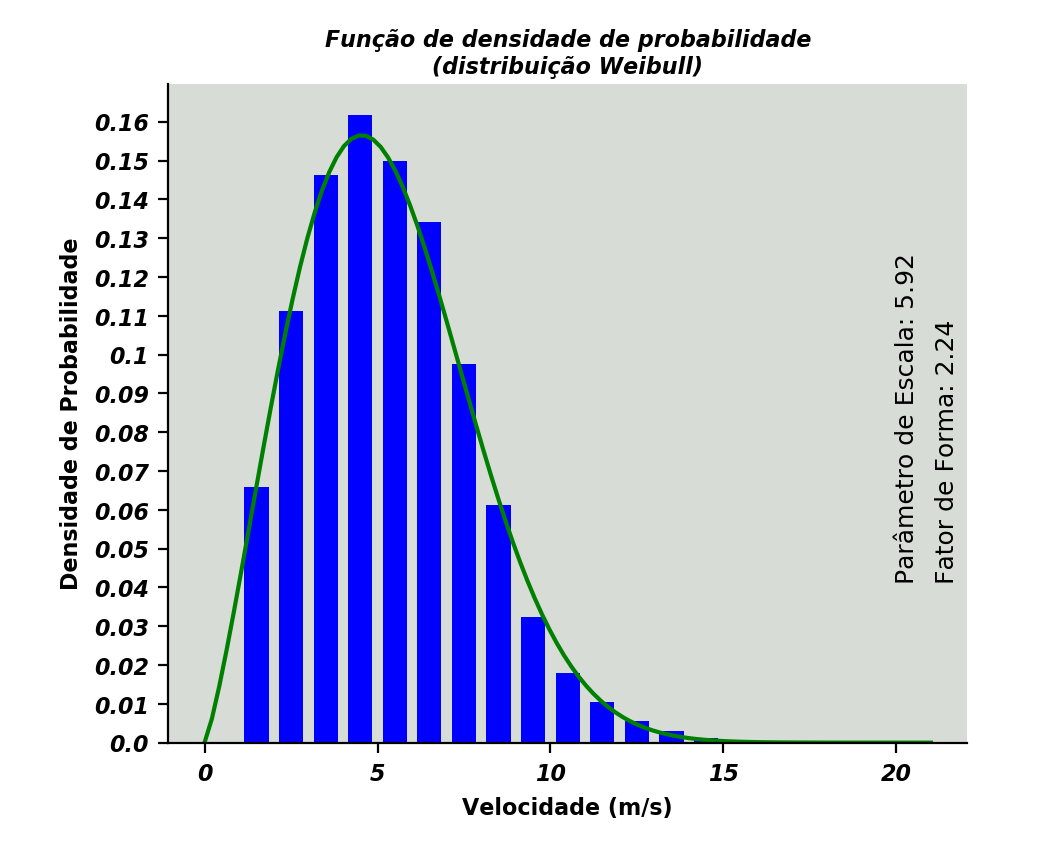 Função de densidade de probabilidade
(distribuição Weibull)
Densidade de Probabilidade
0.16
0.15
0.14
0.13
0.12
0.11
0.1
0.09
0.08
0.07
0.06
0.05
0.04
0.03
0.02
0.01
0.0
Parâmetro de Escala: 5.92
Fator de Forma: 2.24
0 5 10 15 20
Velocidade (m/s)